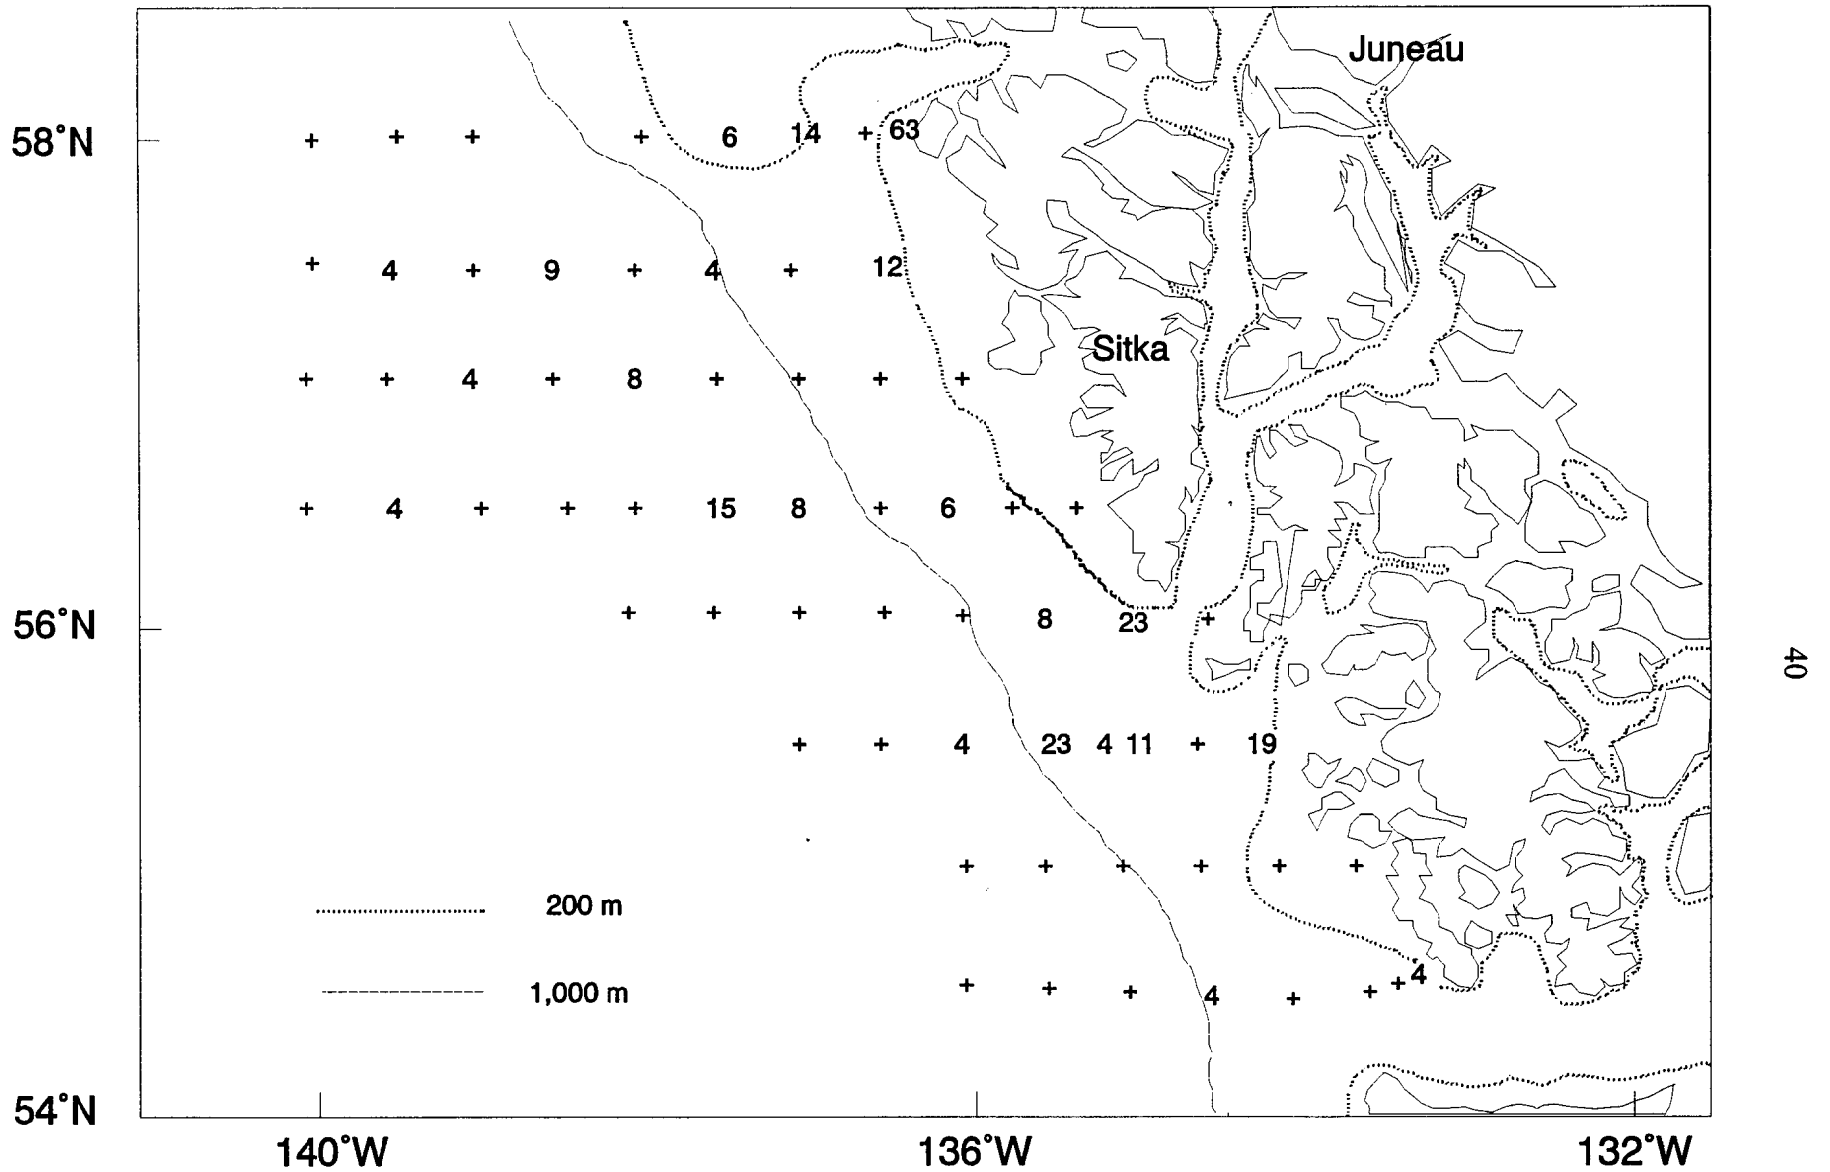 Juneau
58°N + + + + 6 14 + + 63
+ 4 + 9 + 4 + 12
Sitka
+ + 4 + 8 + + + +
+ 4 + + + 15 8 + 6 + +
56°N
+ + + + + 8 23 +
40
+ + 4 23 4 11 + 19
+ + + + + +
200 m
+ + + 4 + + + 4
1,000 m
54°N
140°W 136°W 132°W